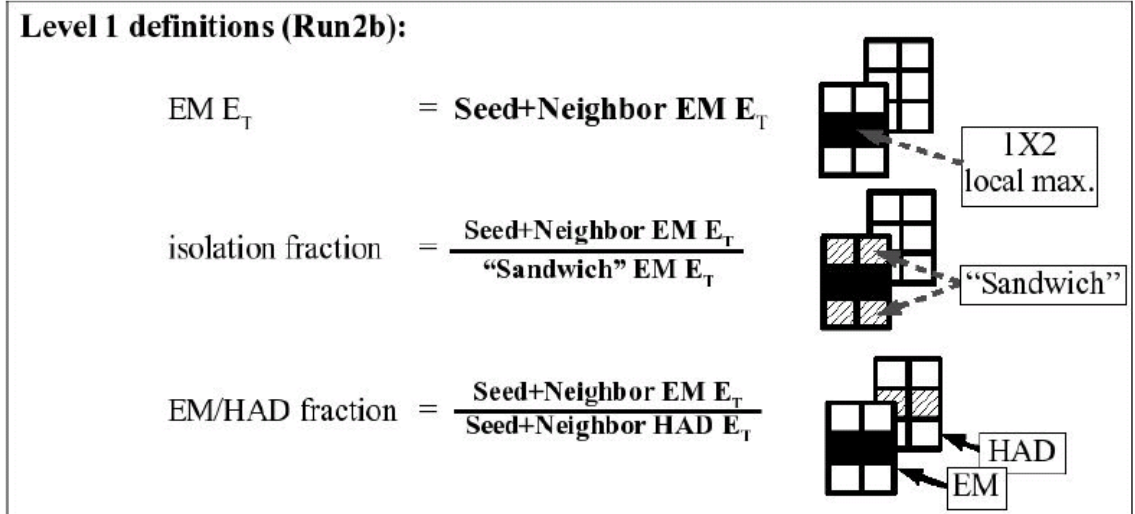 Level 1 definitions (Run2b):
EM E_T = Seed+Neighbor EM E_T
1X2
local max.
isolation fraction = Seed+Neighbor EM E_T
"Sandwich" EM E_T
"Sandwich"
EM/HAD fraction = Seed+Neighbor EM E_T
Seed+Neighbor HAD E_T
HAD
EM